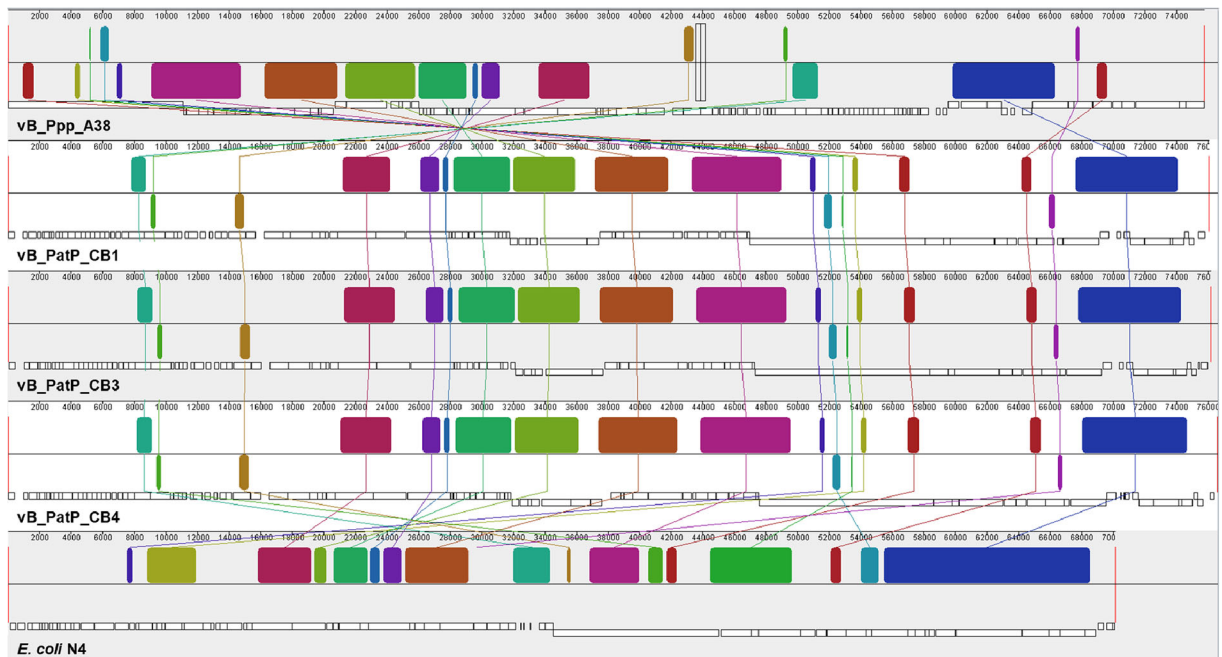 2000 4000 6000 8000 10000 12000 14000 16000 18000 20000 22000 24000 26000 28000 30000 32000 34000 36000 38000 40000 42000 44000 46000 48000 50000 52000 54000 56000 58000 60000 62000 64000 66000 68000 70000 72000 74000
vB_Ppp_A38
2000 4000 6000 8000 10000 12000 14000 16000 18000 20000 22000 24000 26000 28000 30000 32000 34000 36000 38000 40000 42000 44000 46000 48000 50000 52000 54000 56000 58000 60000 62000 64000 66000 68000 70000 72000 74000
vB_PatP_CB1
2000 4000 6000 8000 10000 12000 14000 16000 18000 20000 22000 24000 26000 28000 30000 32000 34000 36000 38000 40000 42000 44000 46000 48000 50000 52000 54000 56000 58000 60000 62000 64000 66000 68000 70000 72000 74000
vB_PatP_CB3
2000 4000 6000 8000 10000 12000 14000 16000 18000 20000 22000 24000 26000 28000 30000 32000 34000 36000 38000 40000 42000 44000 46000 48000 50000 52000 54000 56000 58000 60000 62000 64000 66000 68000 70000 72000 74000
vB_PatP_CB4
2000 4000 6000 8000 10000 12000 14000 16000 18000 20000 22000 24000 26000 28000 30000 32000 34000 36000 38000 40000 42000 44000 46000 48000 50000 52000 54000 56000 58000 60000 62000 64000 66000 68000
E. coli N4